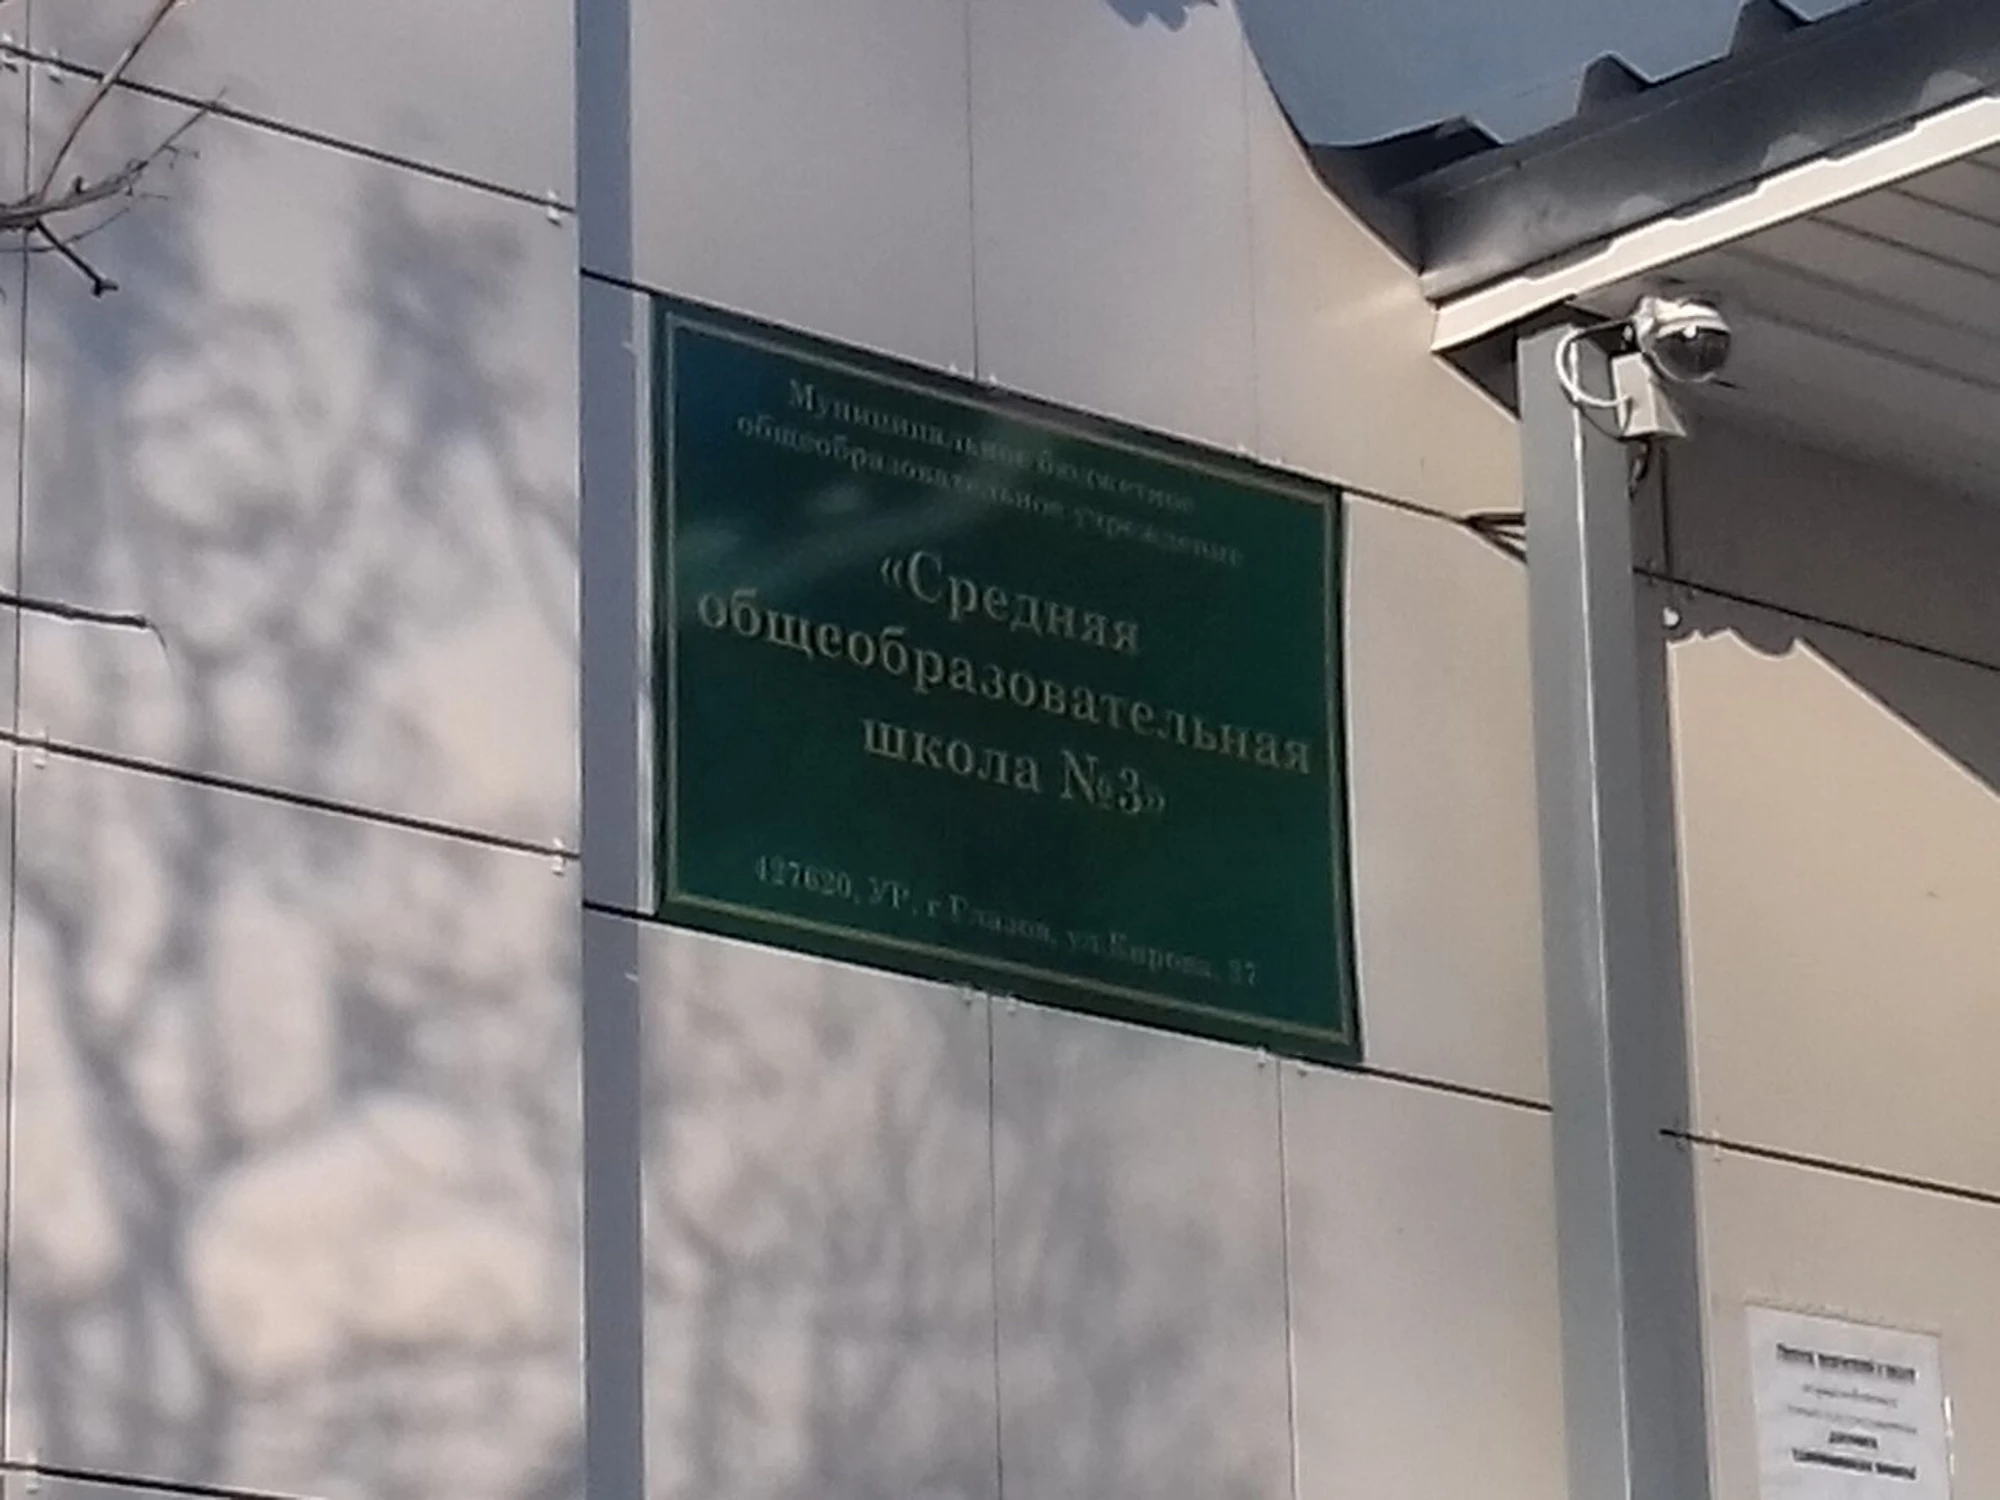 Муниципальное бюджетное
общеобразовательное учреждение
«Средняя
общеобразовательная
школа №3»
427620, УР, г.Глазов, ул.Кирова, 37